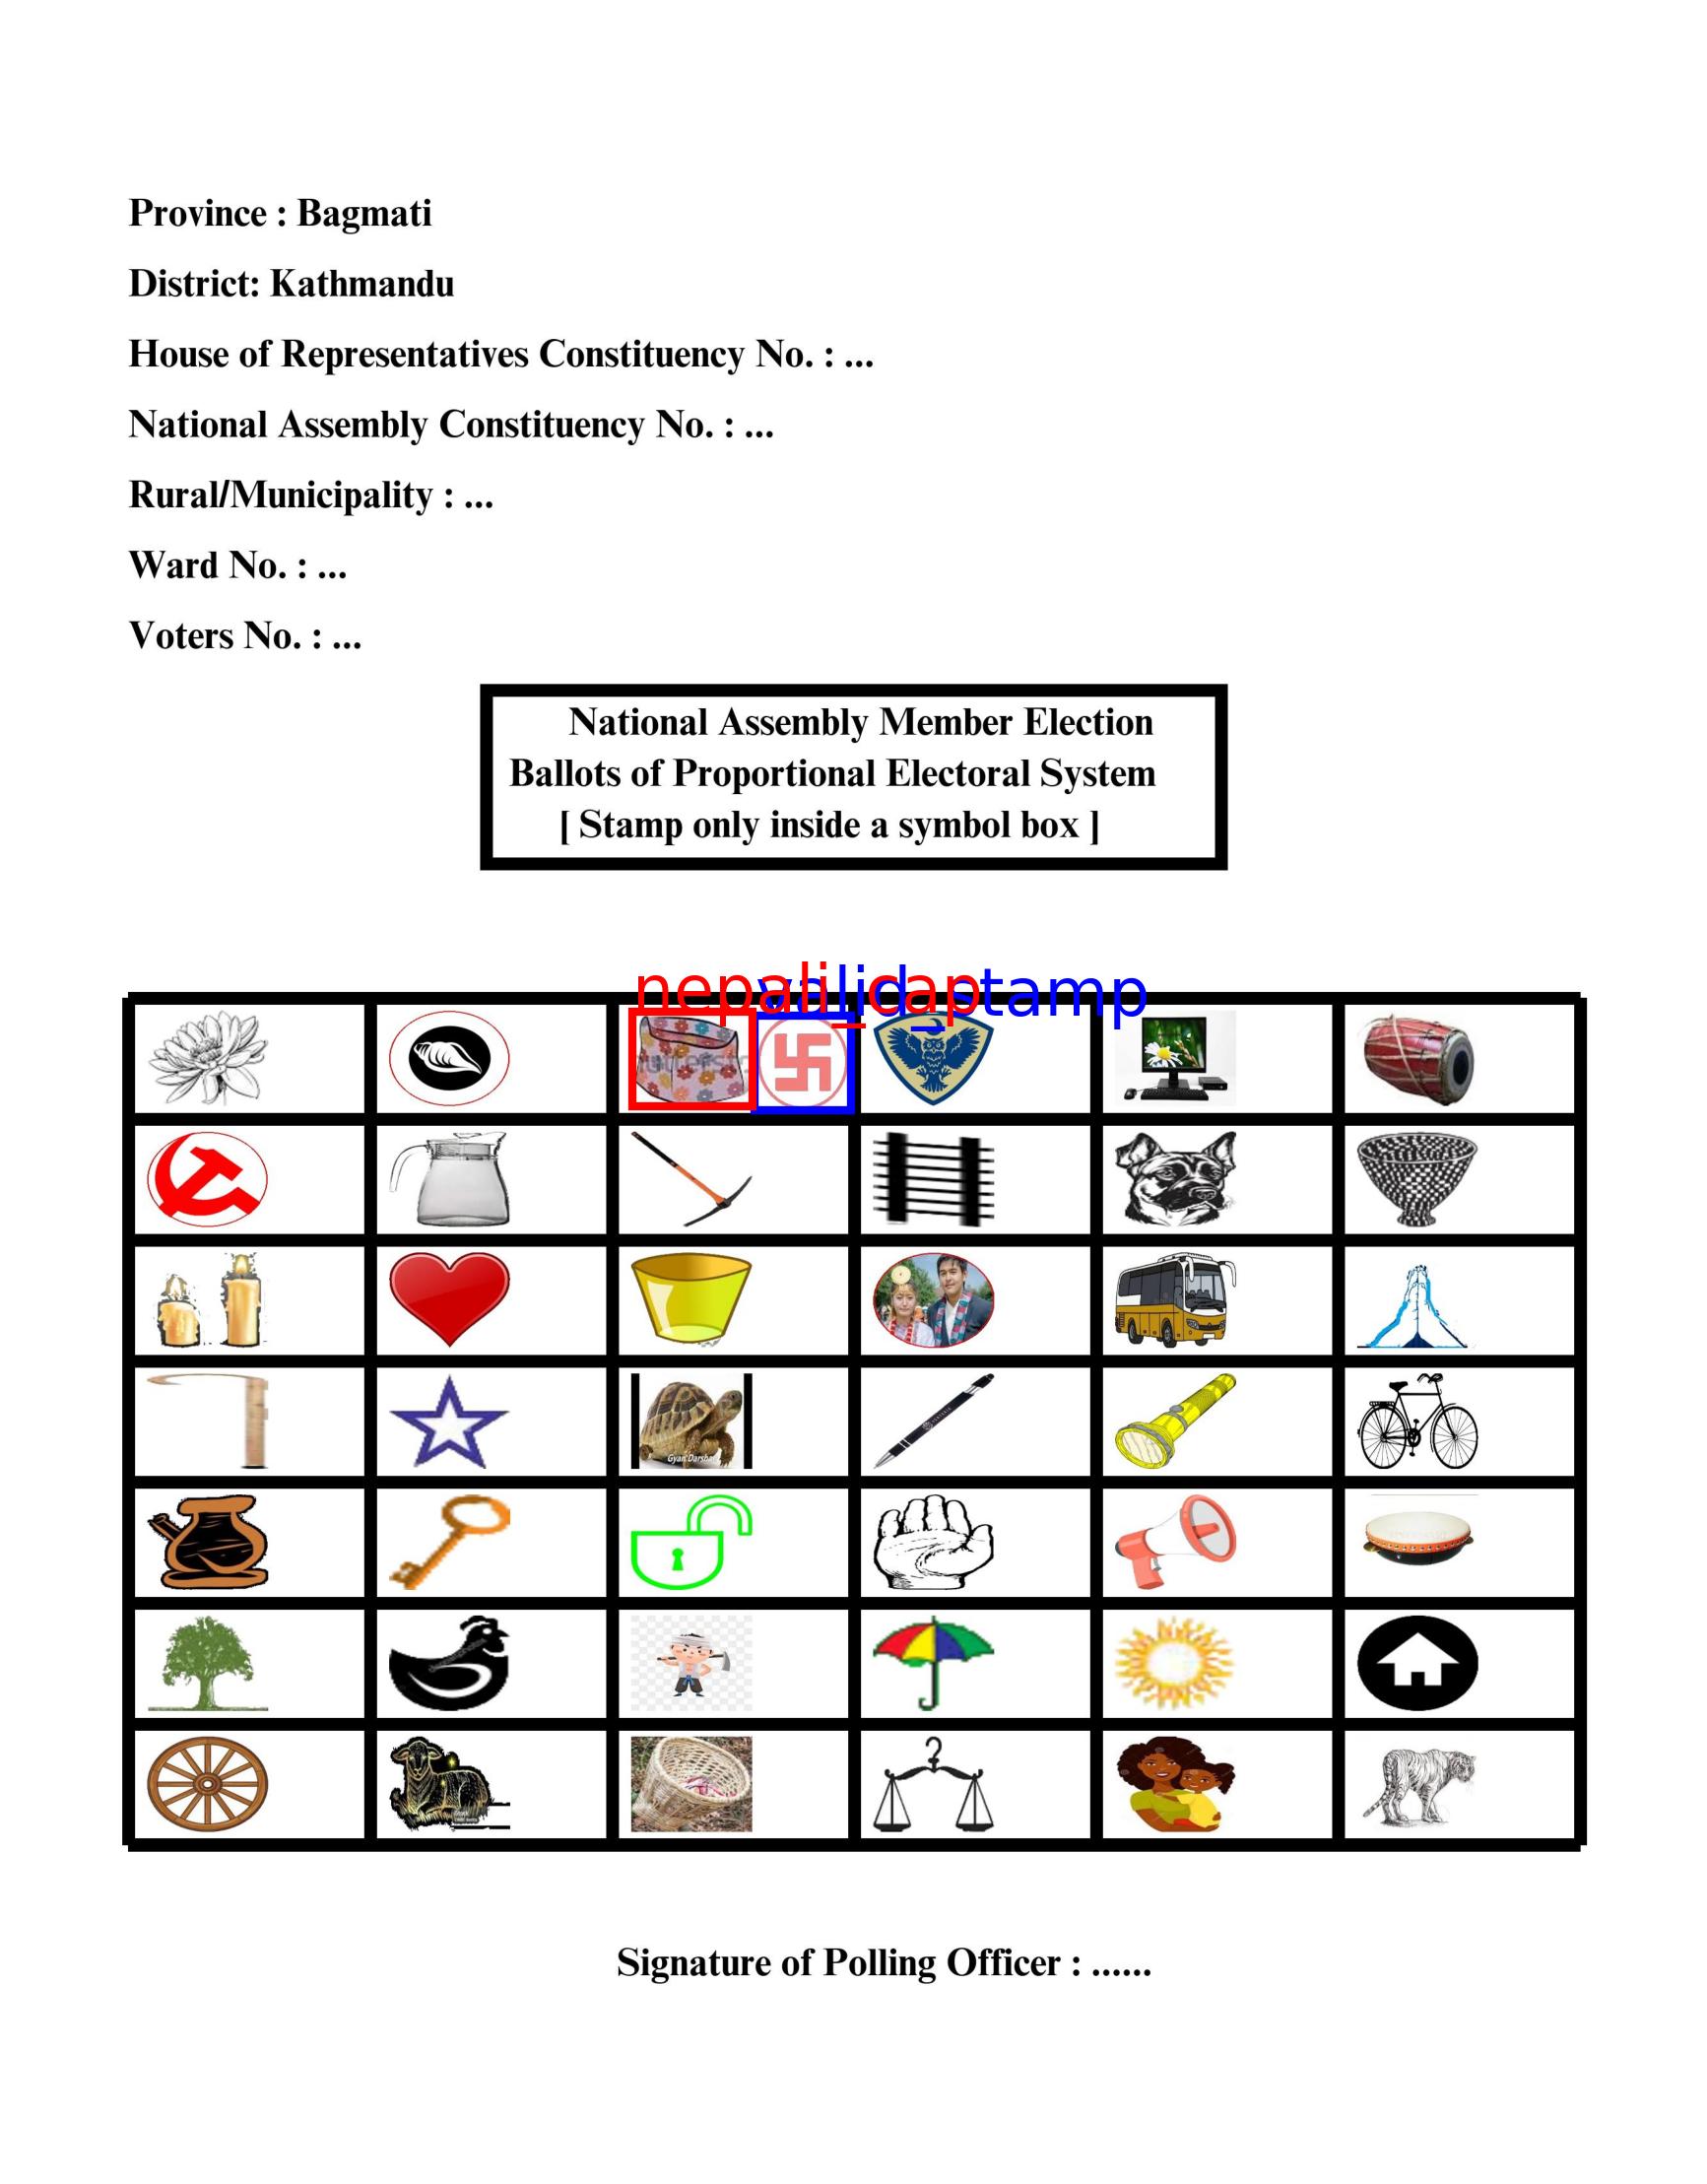 Province : Bagmati
District: Kathmandu
House of Representatives Constituency No. : ...
National Assembly Constituency No. : ...
Rural/Municipality : ...
Ward No. : ...
Voters No. : ...
National Assembly Member Election
Ballots of Proportional Electoral System
[ Stamp only inside a symbol box ]
nepali_cap
valid_stamp
Gyan Darshan
Signature of Polling Officer : ......